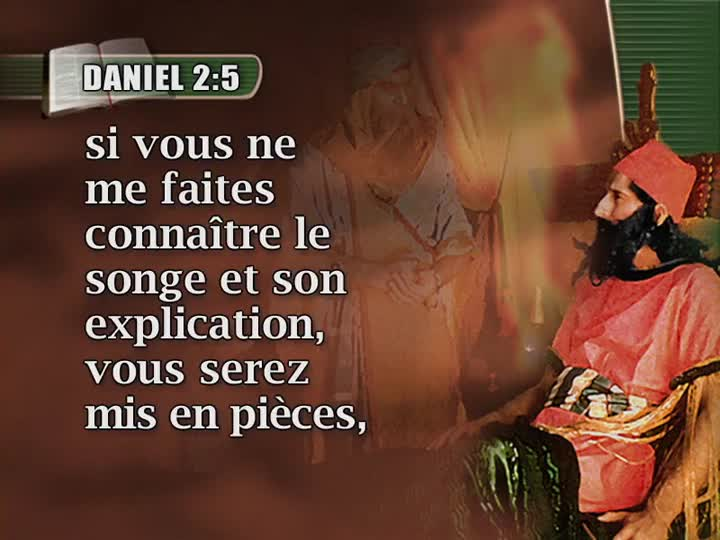 DANIEL 2:5
si vous ne
me faites
connaître le
songe et son
explication,
vous serez
mis en pièces,